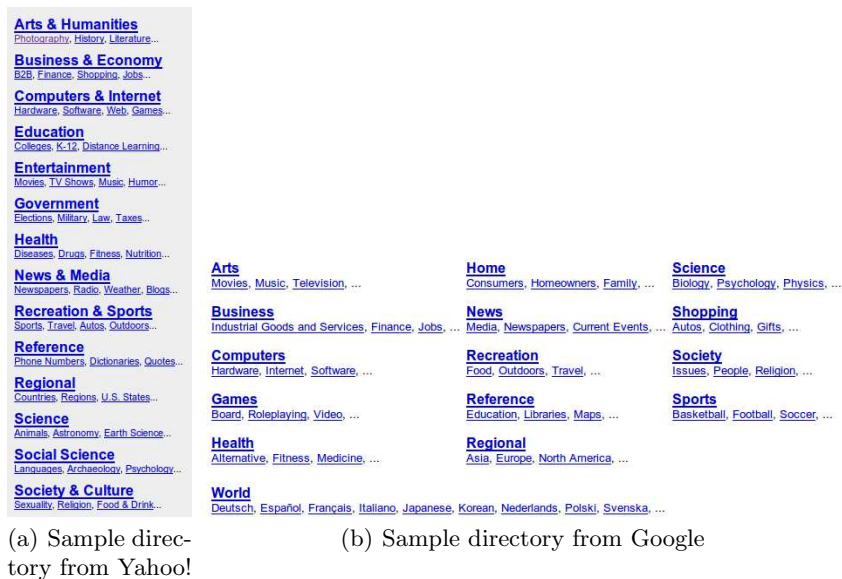 Arts & Humanities
Photography, History, Literature...
Business & Economy
B2B, Finance, Shopping, Jobs...
Computers & Internet
Hardware, Software, Web, Games...
Education
Colleges, K-12, Distance Learning...
Entertainment
Movies, TV Shows, Music, Humor...
Government
Elections, Military, Law, Taxes...
Health
Diseases, Drugs, Fitness, Nutrition...
News & Media
Newspapers, Radio, Weather, Blogs...
Recreation & Sports
Sports, Travel, Autos, Outdoors...
Reference
Phone Numbers, Dictionaries, Quotes...
Regional
Countries, Regions, U.S. States...
Science
Animals, Astronomy, Earth Science...
Social Science
Languages, Archaeology, Psychology...
Society & Culture
Sexuality, Religion, Food & Drink...
(a) Sample direc-
tory from Yahoo!
Arts
Movies, Music, Television, ...
Business
Industrial Goods and Services, Finance, Jobs, ...
Computers
Hardware, Internet, Software, ...
Games
Board, Roleplaying, Video, ...
Health
Alternative, Fitness, Medicine, ...
Home
Consumers, Homeowners, Family, ...
News
Media, Newspapers, Current Events, ...
Recreation
Food, Outdoors, Travel, ...
Reference
Education, Libraries, Maps, ...
Regional
Asia, Europe, North America, ...
Science
Biology, Psychology, Physics, ...
Shopping
Autos, Clothing, Gifts, ...
Society
Issues, People, Religion, ...
Sports
Basketball, Football, Soccer, ...
World
Deutsch, Español, Français, Italiano, Japanese, Korean, Nederlands, Polski, Svenska, ...
(b) Sample directory from Google